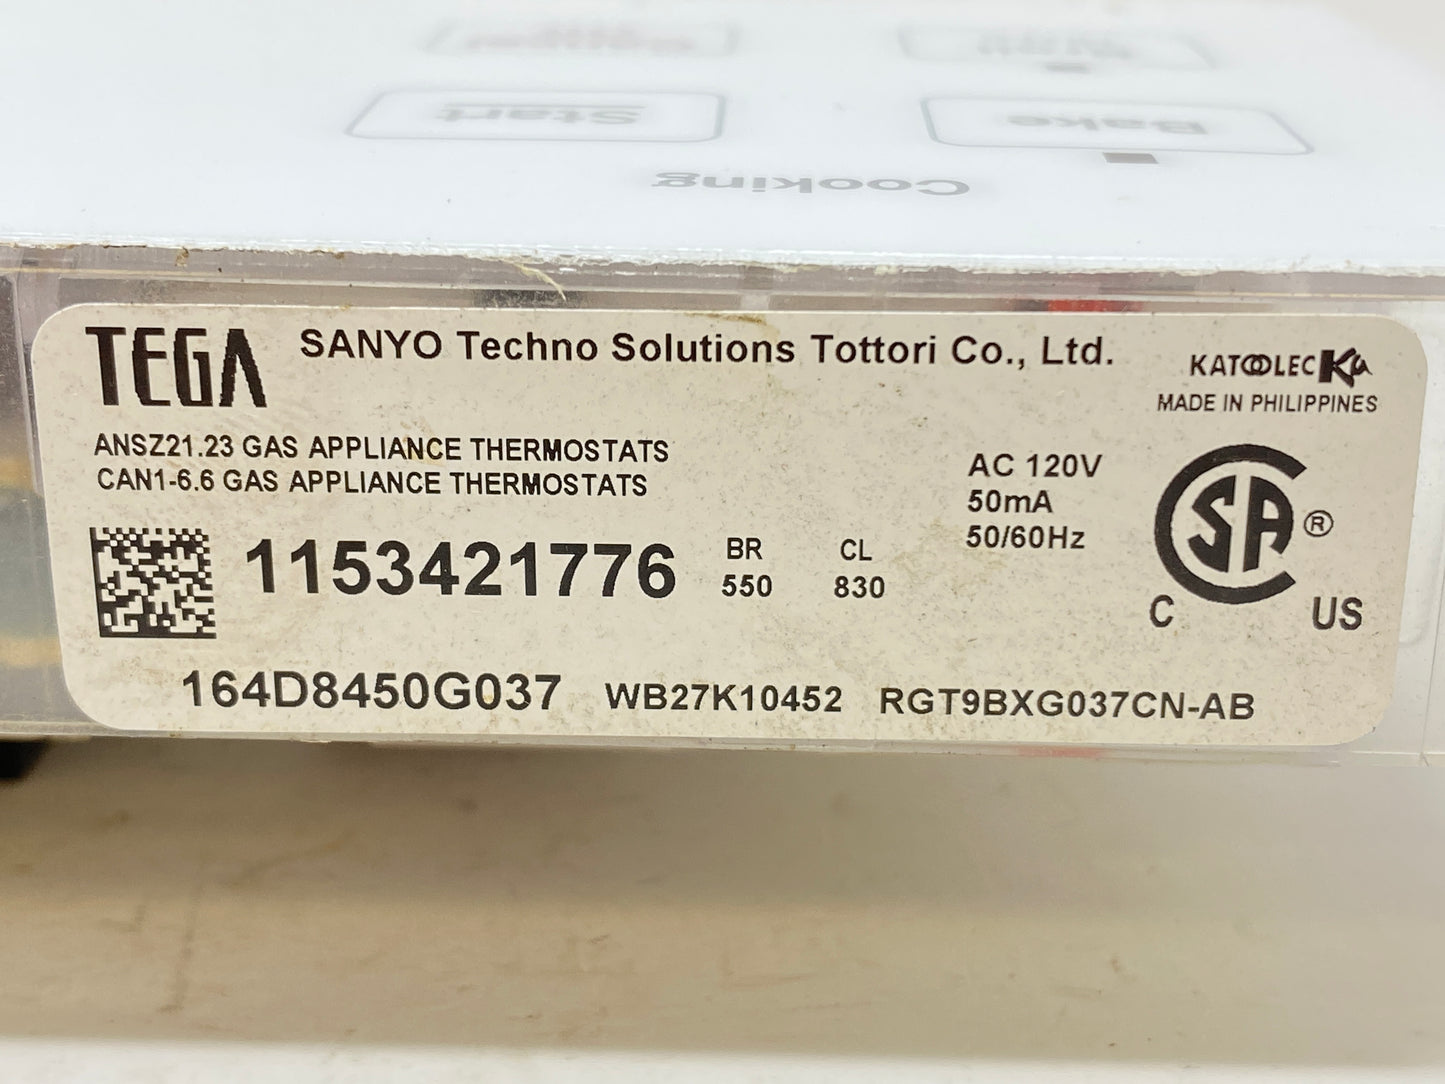 Start
Bake
Cooking
TEGA
SANYO Techno Solutions Tottori Co., Ltd.
KATOOLEC
MADE IN PHILIPPINES
ANSZ21.23 GAS APPLIANCE THERMOSTATS
CAN1-6.6 GAS APPLIANCE THERMOSTATS
AC 120V
50mA
50/60Hz
1153421776
BR
550
CL
830
CSA ®
C US
164D8450G037 WB27K10452 RGT9BXG037CN-AB